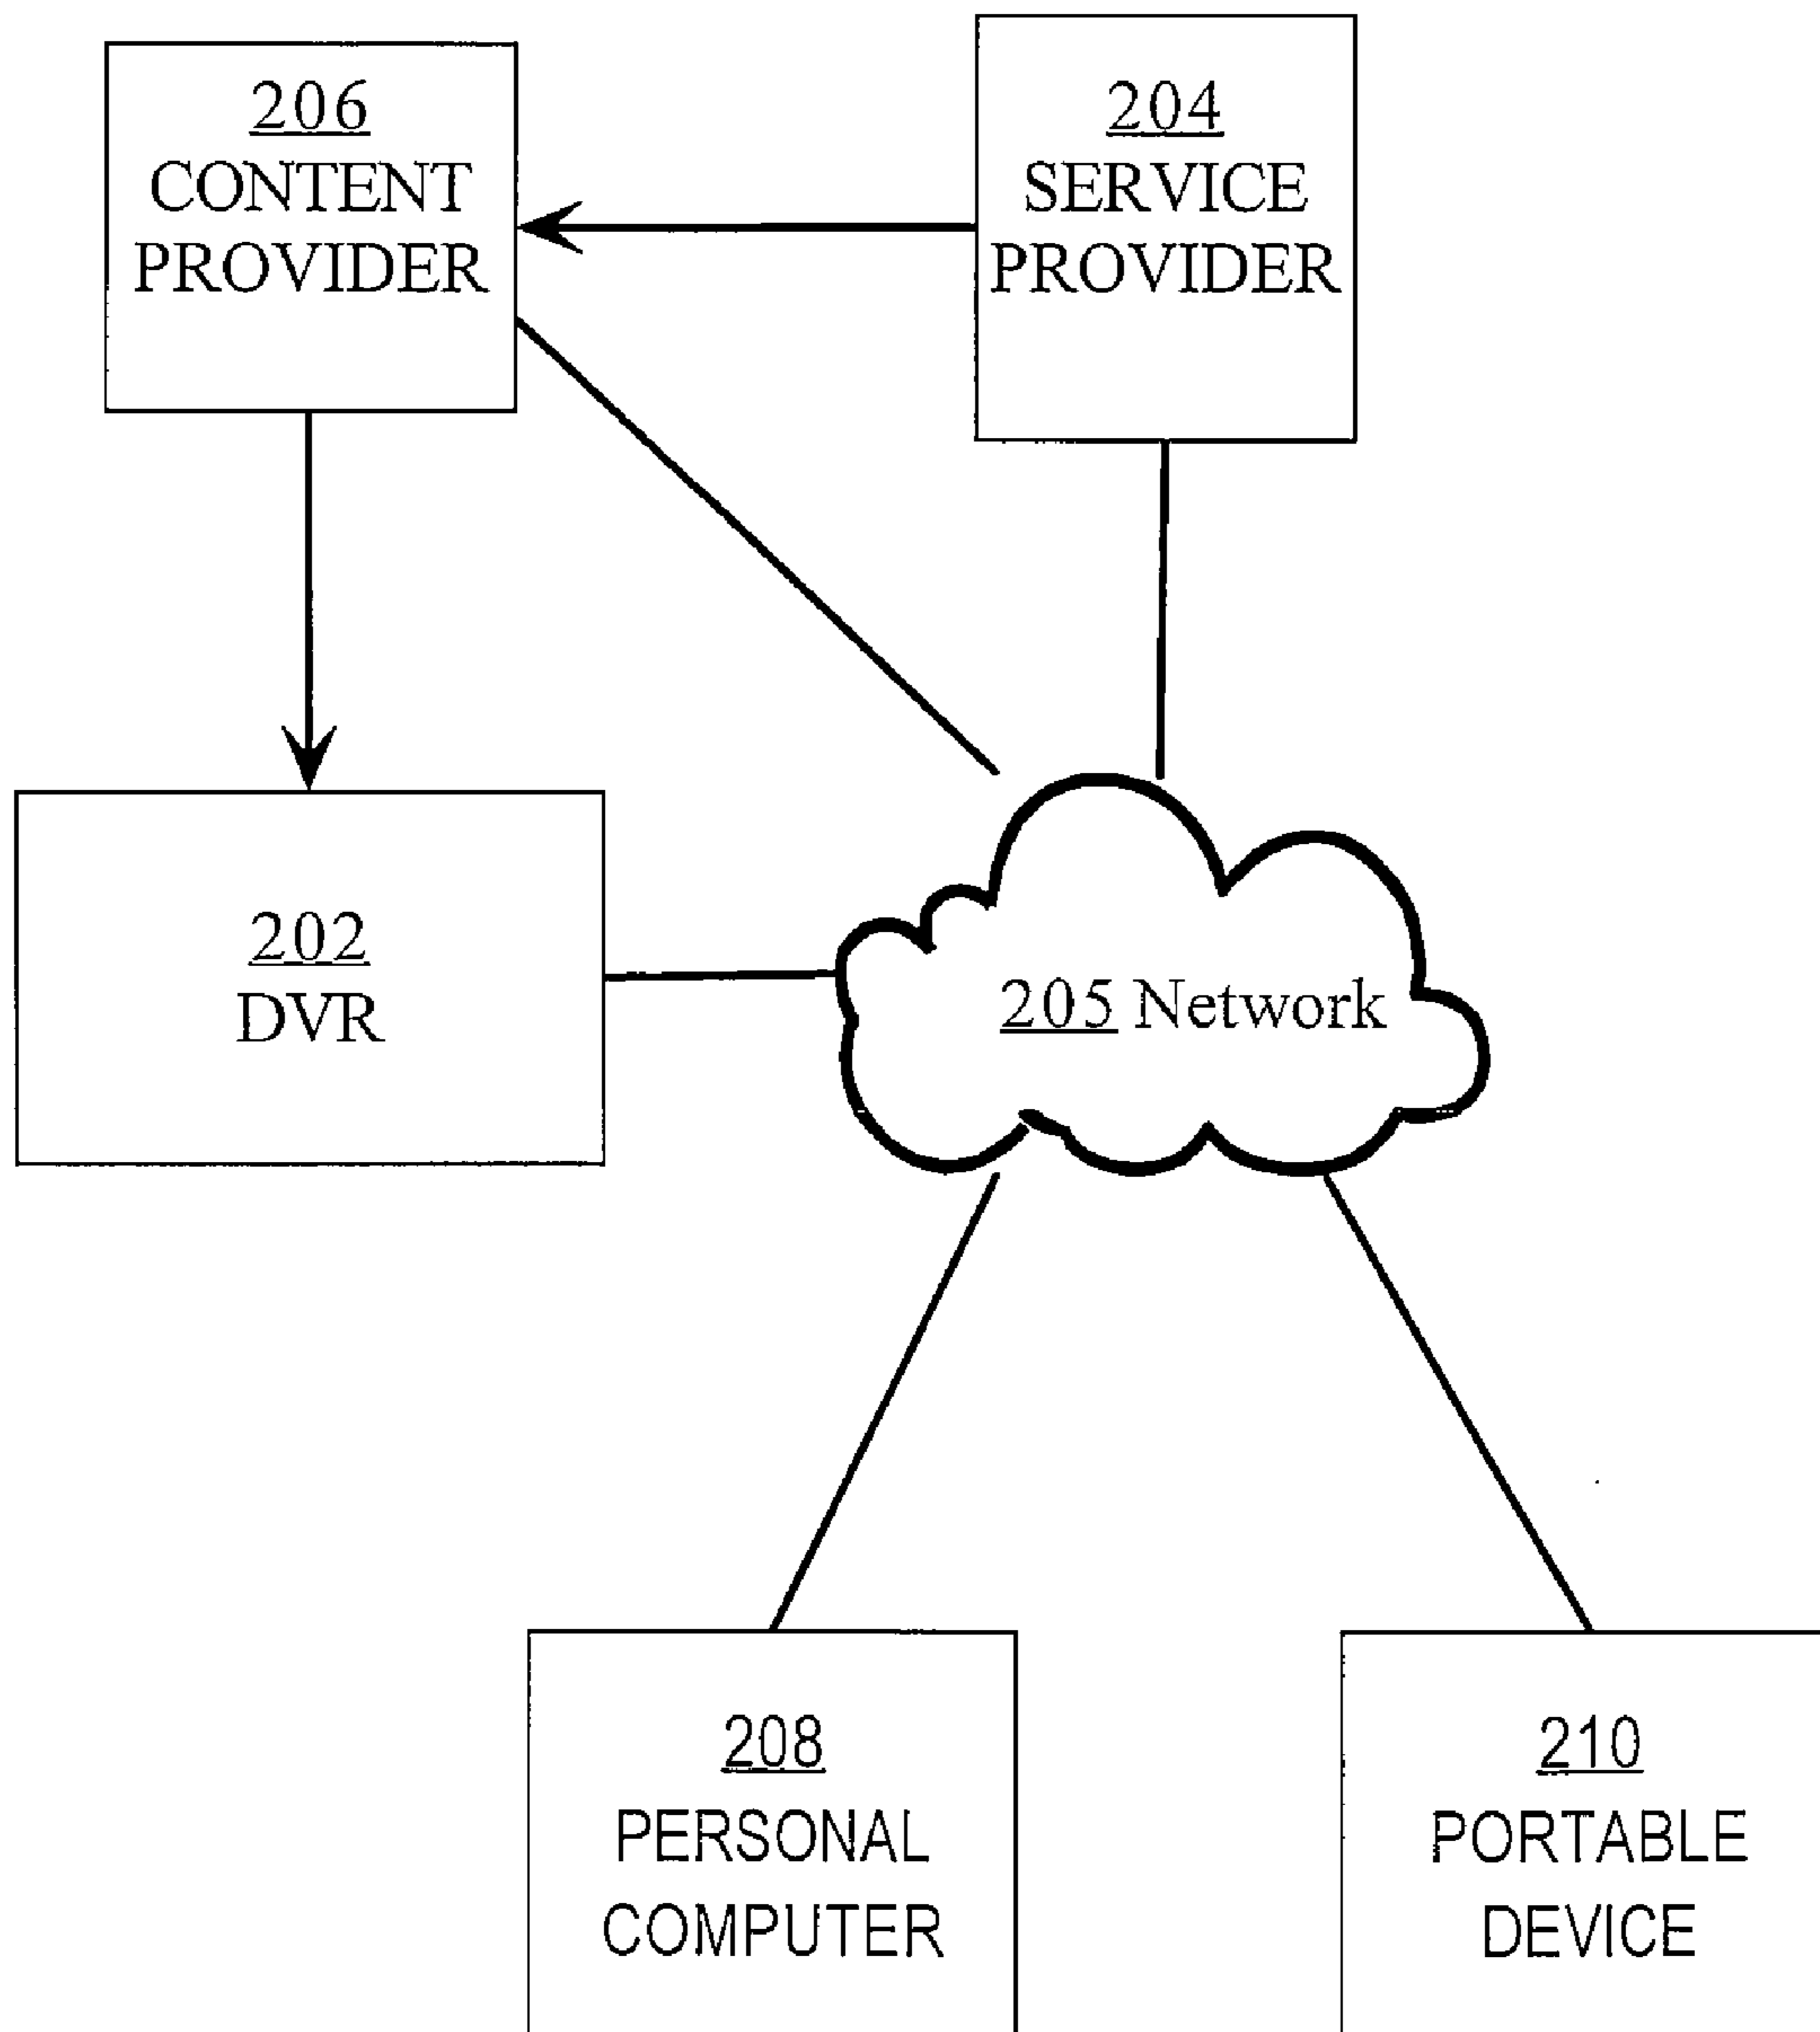 206
CONTENT
PROVIDER
204
SERVICE
PROVIDER
202
DVR
205 Network
208
PERSONAL
COMPUTER
210
PORTABLE
DEVICE